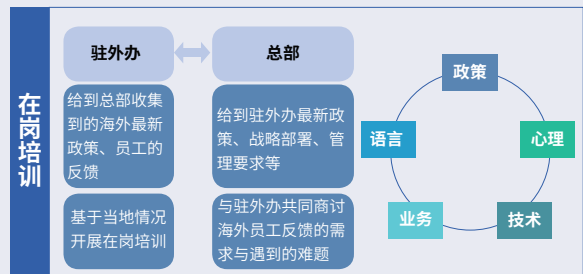 在岗培训
驻外办
总部
给到总部收集
到的海外最新
政策、员工的
反馈
给到驻外办最新政
策、战略部署、管
理要求等
基于当地情况
开展在岗培训
与驻外办共同商讨
海外员工反馈的需
求与遇到的难题
政策
语言
心理
业务
技术